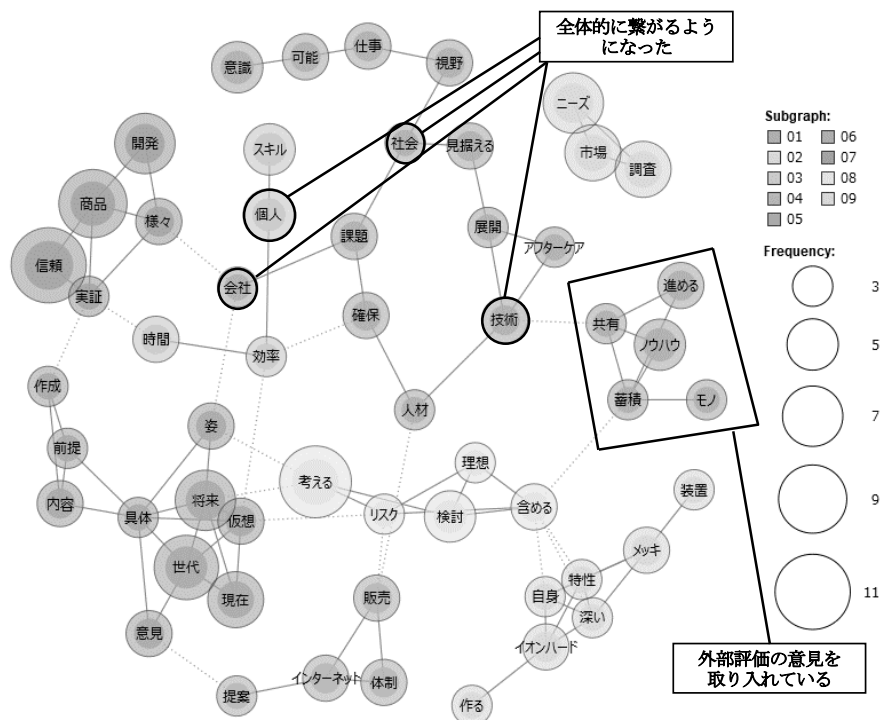 全体的に繋がるよう
になった
意識
可能
仕事
視野
ニーズ
市場
調査
社会
見据える
開発
スキル
商品
様々
個人
課題
展開
アフターケア
信頼
実証
会社
時間
効率
確保
技術
共有
進める
ノウハウ
蓄積
モノ
作成
前提
内容
姿
人材
考える
理想
将来
具体
仮想
リスク
検討
含める
装置
世代
現在
意見
販売
メッキ
特性
自身
深い
イオンハード
提案
インターネット
体制
作る
Subgraph:
01 06
02 07
03 08
04 09
05
Frequency:
3
5
7
9
11
外部評価の意見を
取り入れている